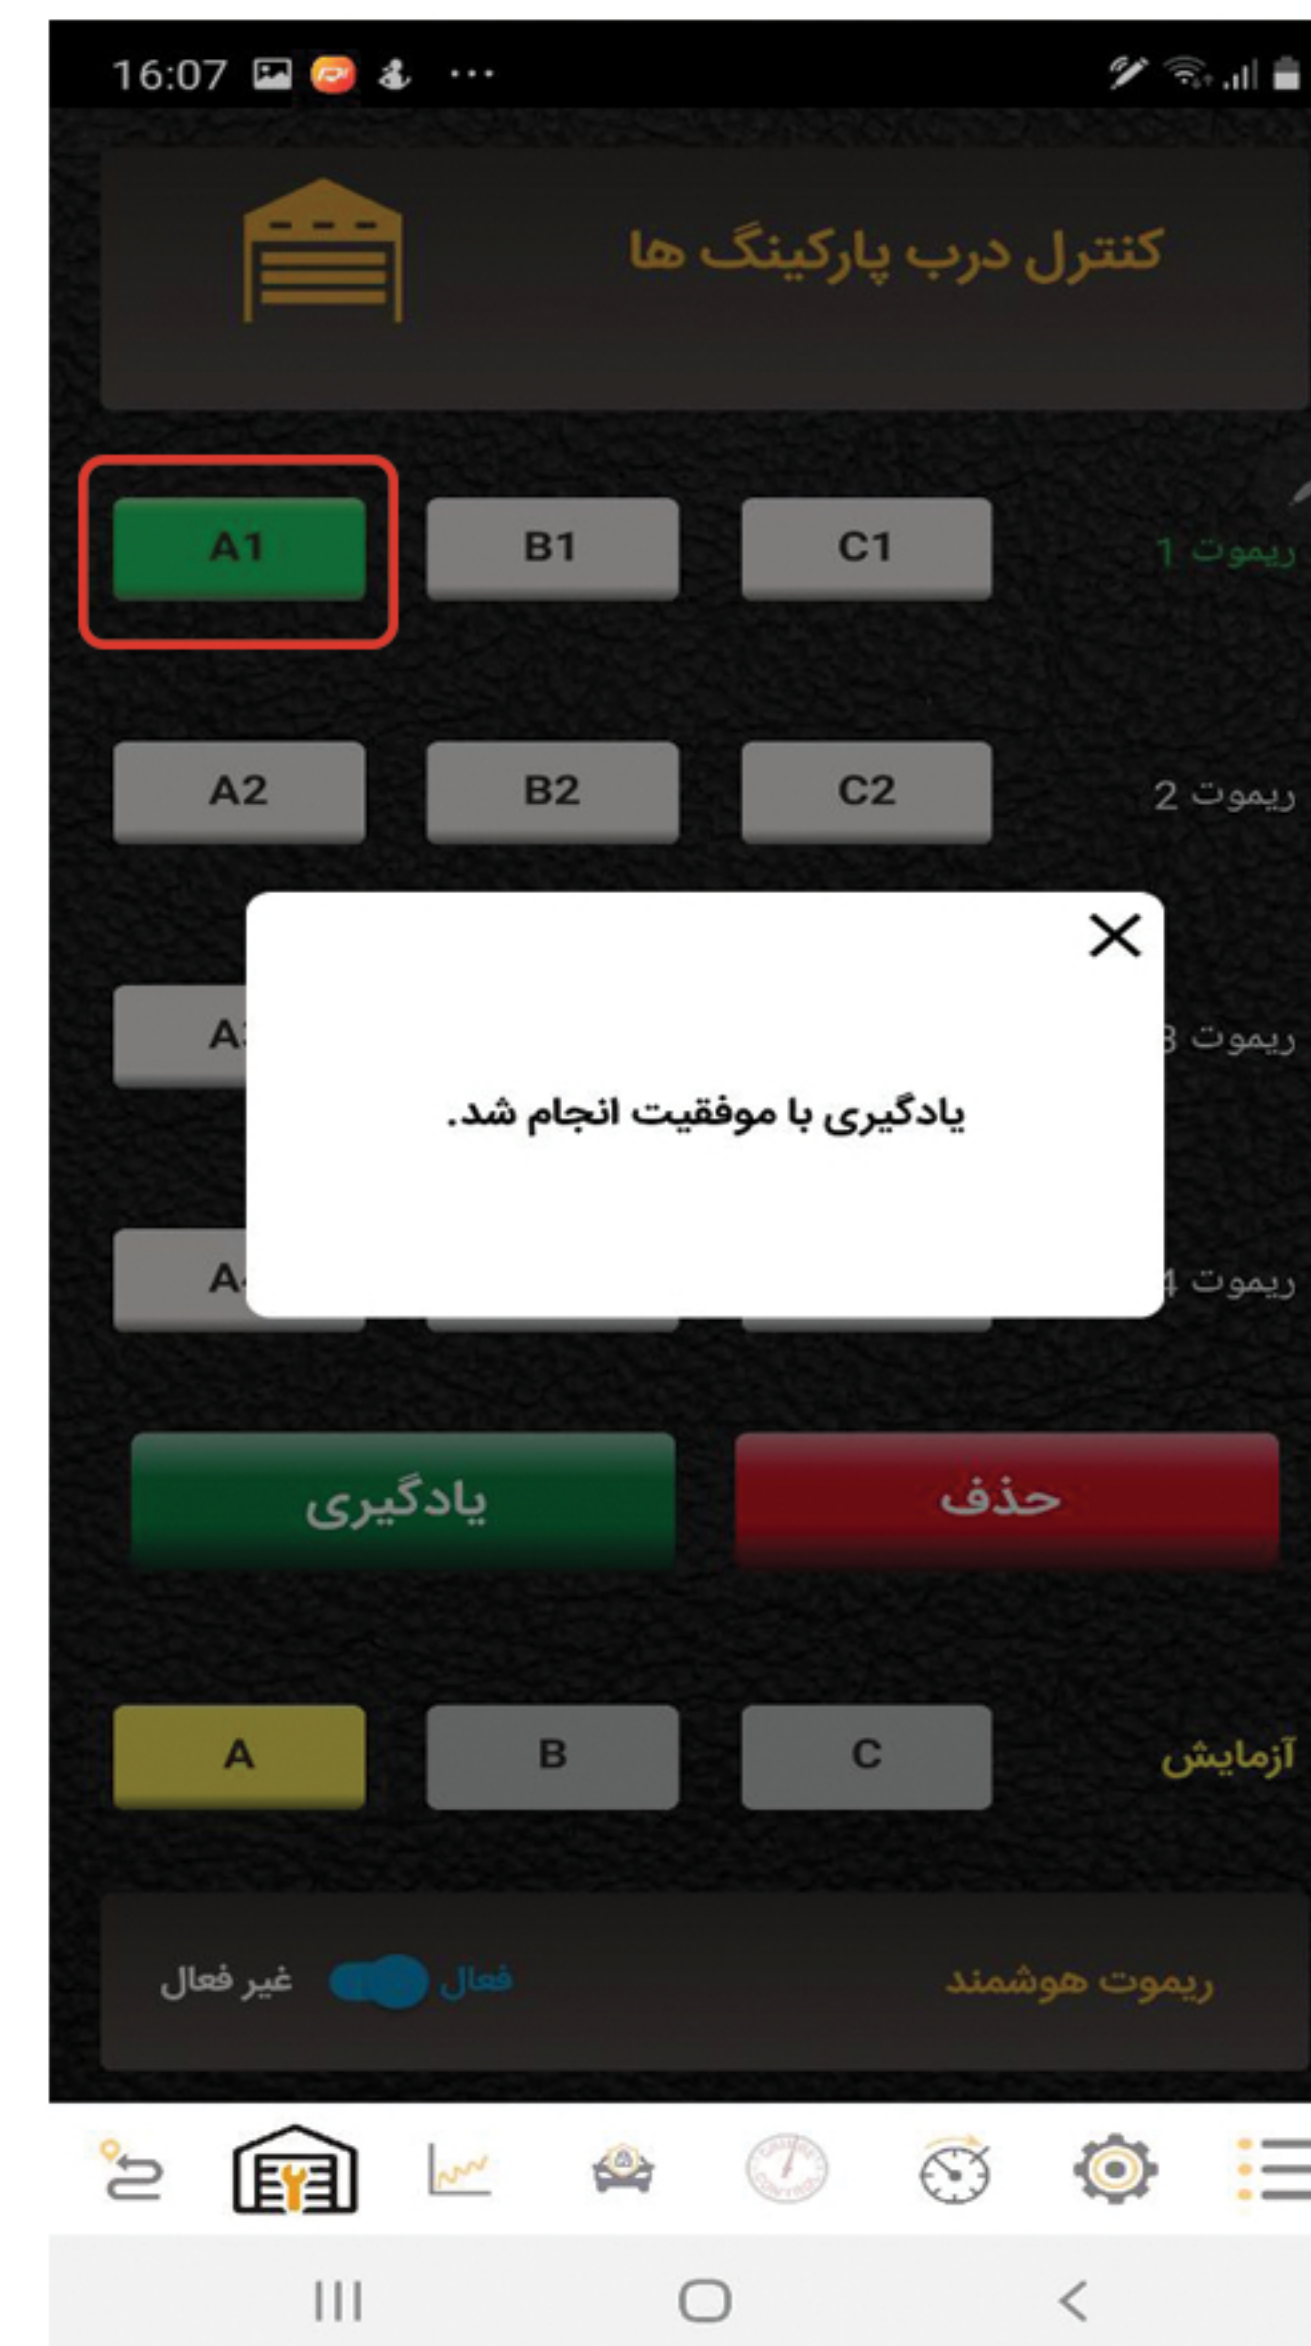 16:07
کنترل درب پارکینگ ها
A1 B1 C1 ریموت 1
A2 B2 C2 ریموت 2
ریموت
یادگیری با موفقیت انجام شد.
ریموت
یادگیری حذف
A B C آزمایش
غیر فعال فعال ریموت هوشمند